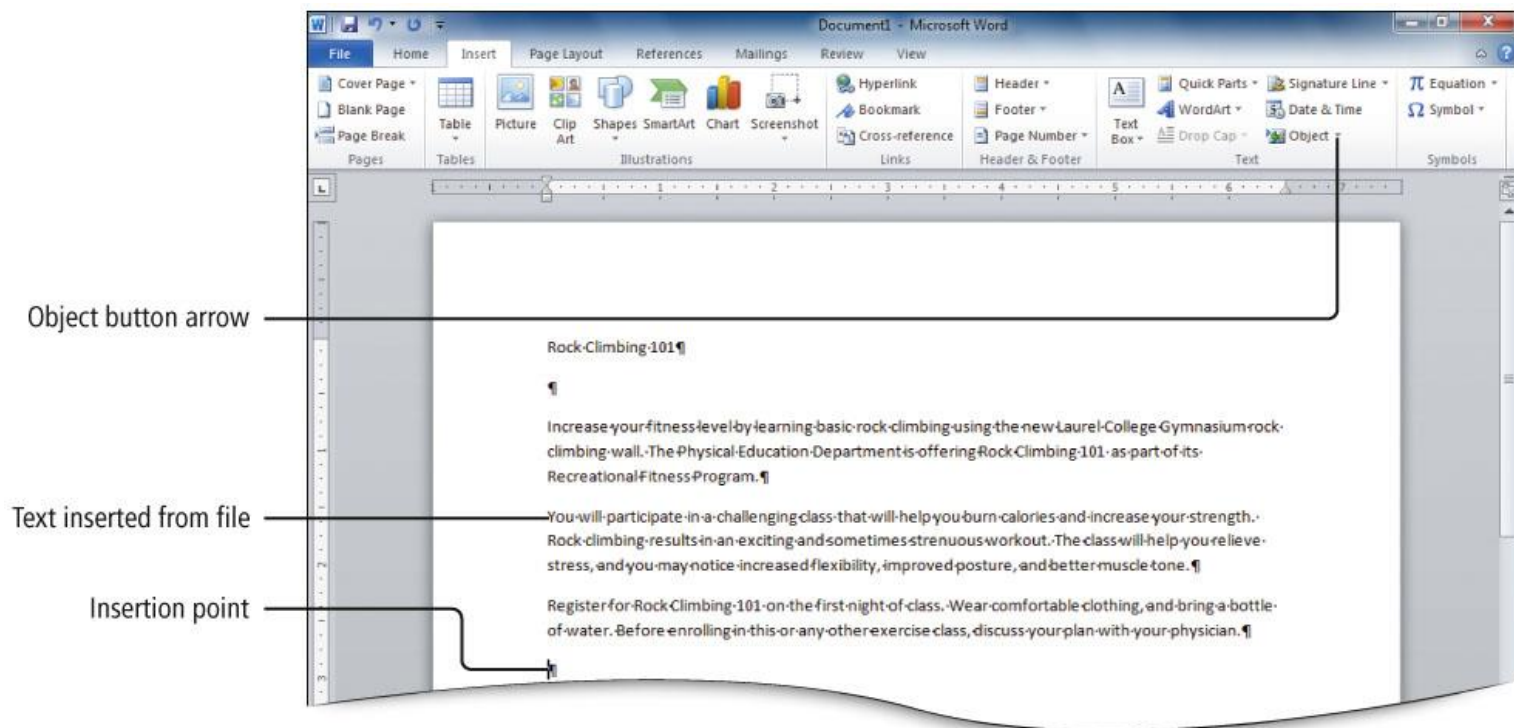 Document1 - Microsoft Word
File Home Insert Page Layout References Mailings Review View
Cover Page
Blank Page
Page Break
Pages
Table
Tables
Picture Clip Art Shapes SmartArt Chart Screenshot
Illustrations
Hyperlink
Bookmark
Cross-reference
Links
Header
Footer
Page Number
Header & Footer
Text Box
Quick Parts
WordArt
Drop Cap
Signature Line
Date & Time
Object
Text
Equation
Symbol
Symbols
1 2 3 4 5 6 7
Object button arrow
Rock·Climbing·101¶
¶
Increase·your·fitness·level·by·learning·basic·rock·climbing·using·the·new·Laurel·College·Gymnasium·rock·
climbing·wall.·The·Physical·Education·Department·is·offering·Rock·Climbing·101·as·part·of·its·
Recreational·Fitness·Program.¶
Text inserted from file
You·will·participate·in·a·challenging·class·that·will·help·you·burn·calories·and·increase·your·strength.·
Rock·climbing·results·in·an·exciting·and·sometimes·strenuous·workout.·The·class·will·help·you·relieve·
stress,·and·you·may·notice·increased·flexibility,·improved·posture,·and·better·muscle·tone.¶
Insertion point
Register·for·Rock·Climbing·101·on·the·first·night·of·class.·Wear·comfortable·clothing,·and·bring·a·bottle·
of·water.·Before·enrolling·in·this·or·any·other·exercise·class,·discuss·your·plan·with·your·physician.¶
¶